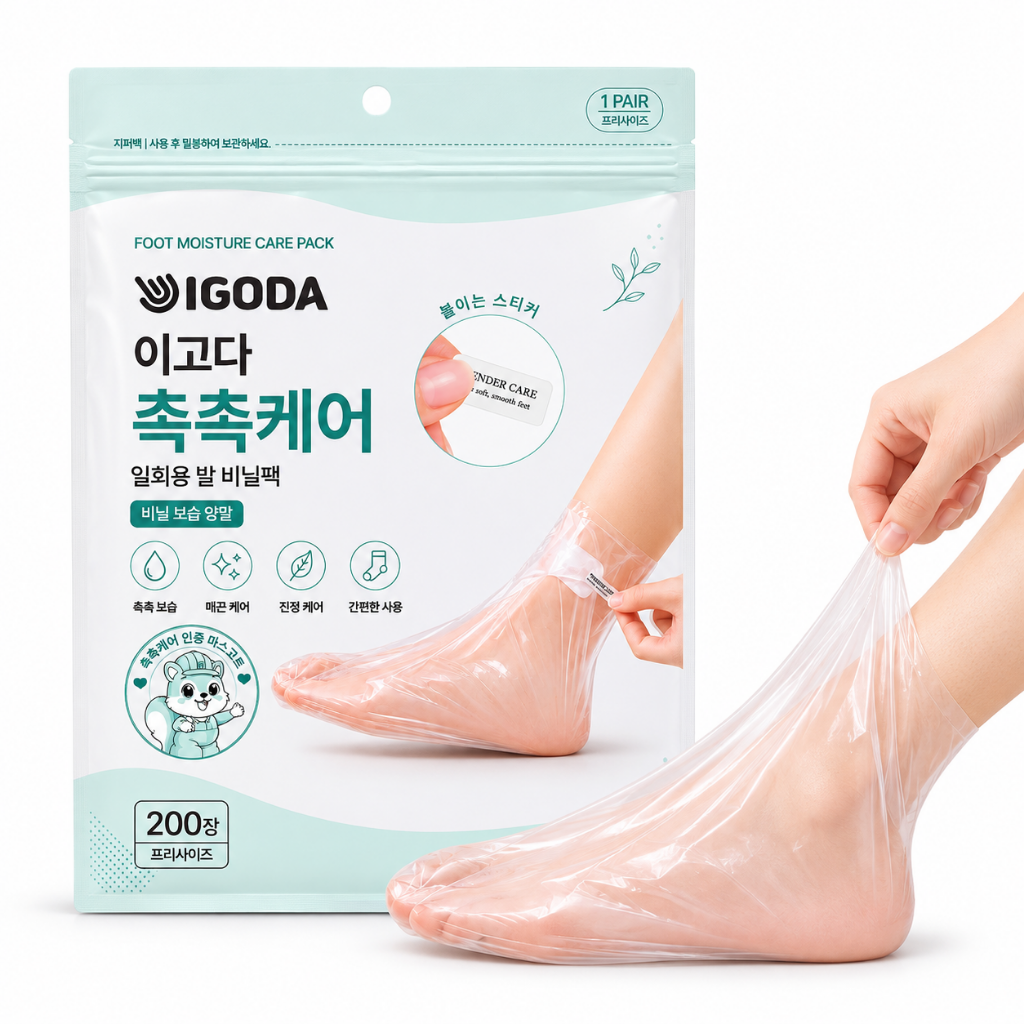 1 PAIR
프리사이즈
지퍼백 | 사용 후 밀봉하여 보관하세요.
FOOT MOISTURE CARE PACK
IGODA
이고다
촉촉케어
일회용 발 비닐팩
비닐 보습 양말
붙이는 스티커
ENDER CARE
soft, smooth feet
촉촉 보습
매끈 케어
진정 케어
간편한 사용
촉촉케어 인증 마스코트
200장
프리사이즈